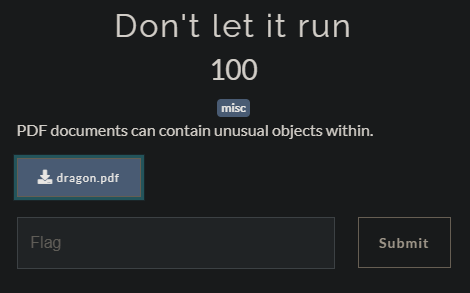 Don't let it run
100
misc
PDF documents can contain unusual objects within.
dragon.pdf
Flag
Submit